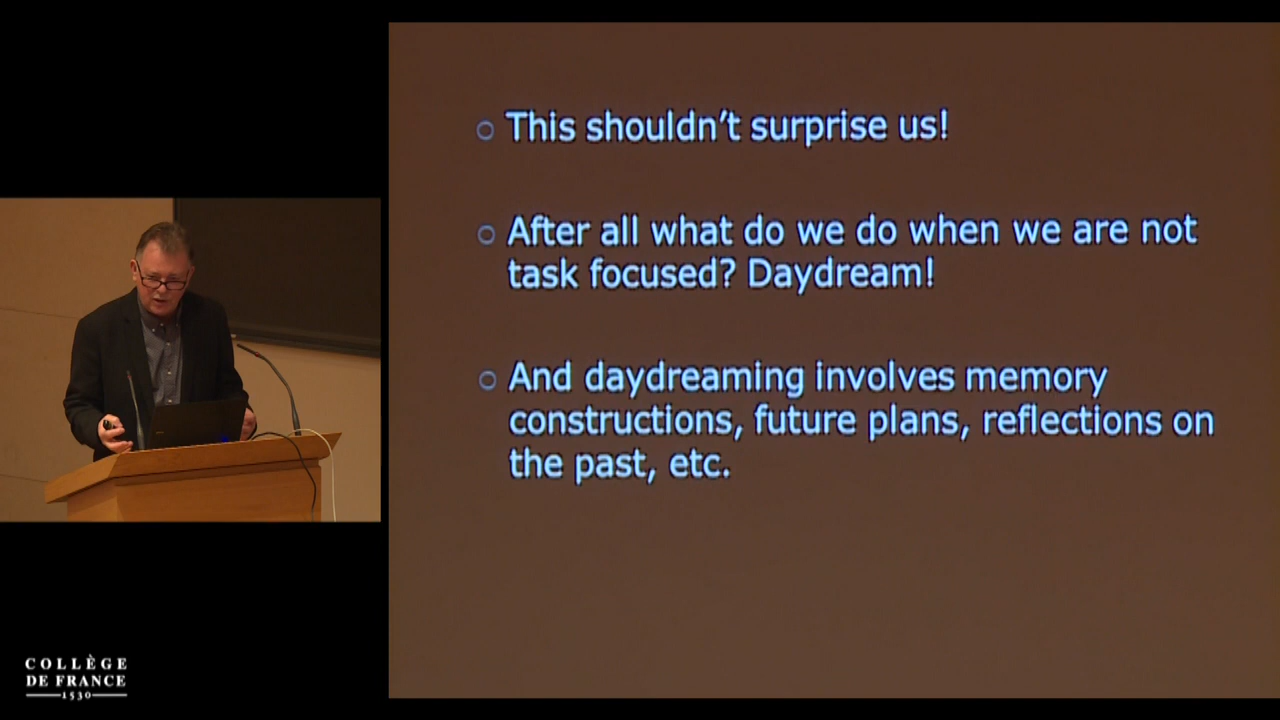 This shouldn't surprise us!
After all what do we do when we are not
task focused? Daydream!
And daydreaming involves memory
constructions, future plans, reflections on
the past, etc.
COLLÈGE
DE FRANCE
1530